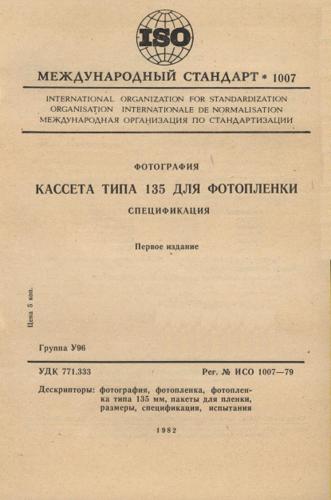 ISO
МЕЖДУНАРОДНЫЙ СТАНДАРТ * 1007
INTERNATIONAL ORGANIZATION FOR STANDARDIZATION
ORGANISATION INTERNATIONALE DE NORMALISATION
МЕЖДУНАРОДНАЯ ОРГАНИЗАЦИЯ ПО СТАНДАРТИЗАЦИИ
ФОТОГРАФИЯ
КАССЕТА ТИПА 135 ДЛЯ ФОТОПЛЕНКИ
СПЕЦИФИКАЦИЯ
Первое издание
Цена 5 коп.
Группа У96
УДК 771.333 Рег. № ИСО 1007—79
Дескрипторы: фотография, фотопленка, фотоплен-
ка типа 135 мм, пакеты для пленки,
размеры, спецификация, испытания
1982